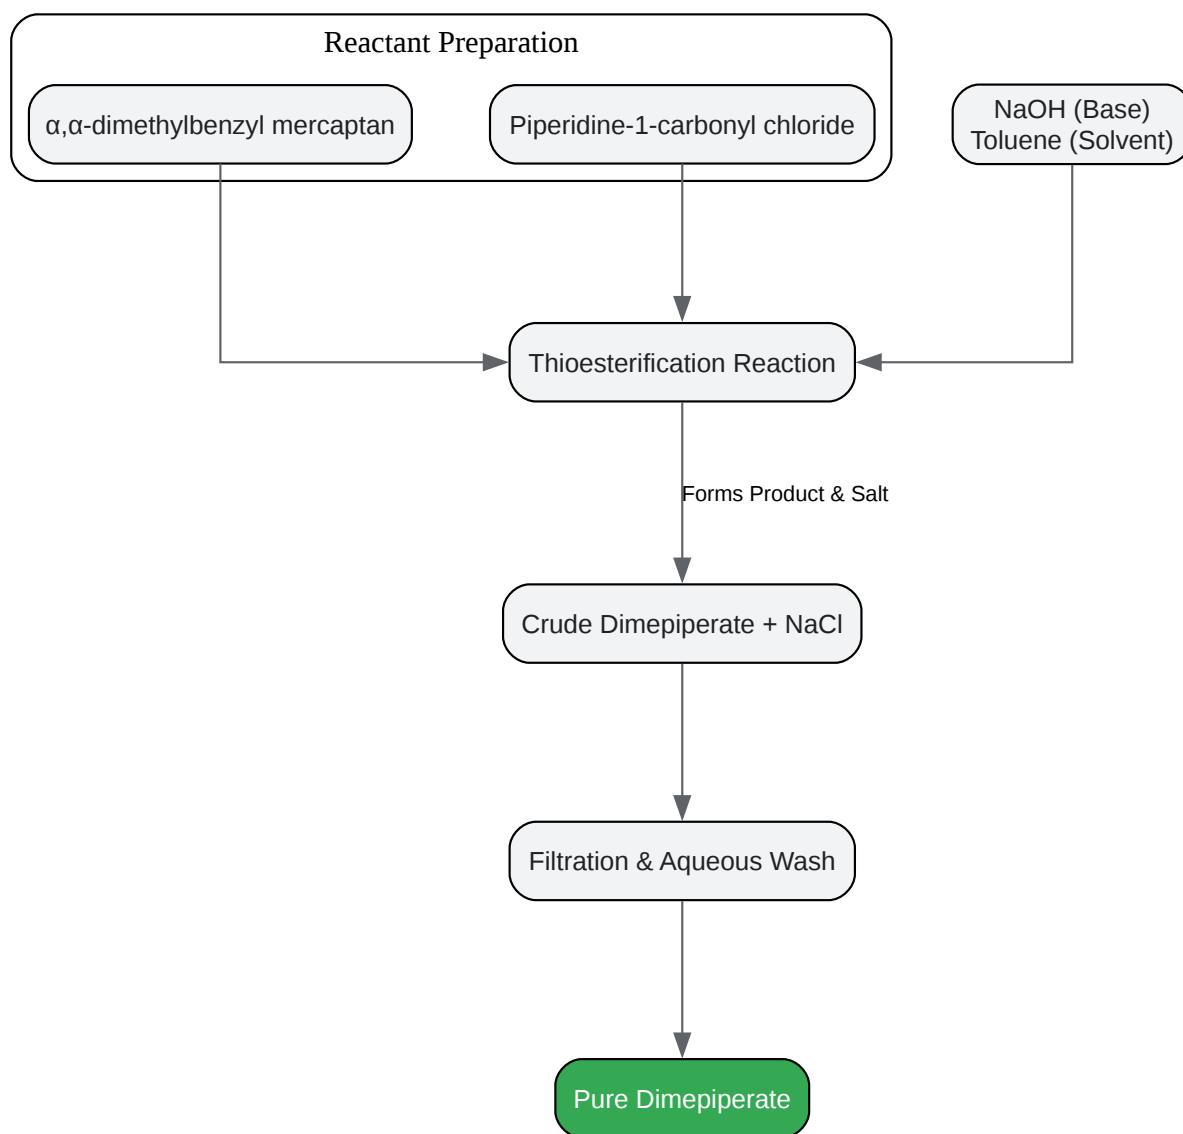 Reactant Preparation
α,α-dimethylbenzyl mercaptan
Piperidine-1-carbonyl chloride
NaOH (Base)
Toluene (Solvent)
Thioesterification Reaction
Forms Product & Salt
Crude Dimepiperate + NaCl
Filtration & Aqueous Wash
Pure Dimepiperate